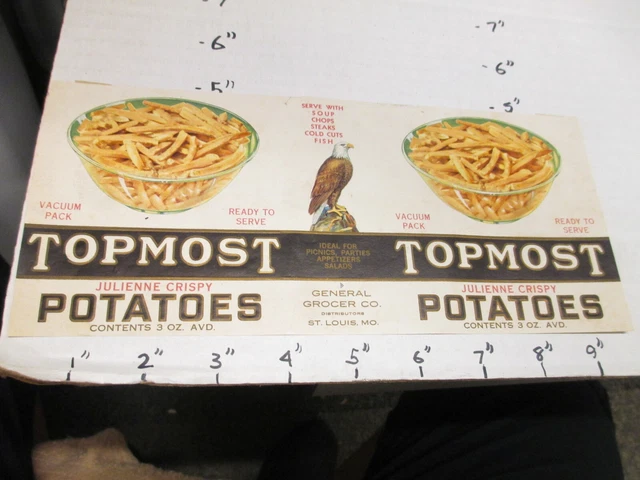 -7"
-6"
-6"
-5"
-5"
SERVE WITH
SOUP
CHOPS
STEAKS
COLD CUTS
FISH
VACUUM
PACK
READY TO
SERVE
VACUUM
PACK
READY TO
SERVE
TOPMOST
IDEAL FOR
PICNICS, PARTIES
APPETIZERS
SALADS
TOPMOST
JULIENNE CRISPY
POTATOES
CONTENTS 3 OZ. AVD.
GENERAL
GROCER CO.
DISTRIBUTORS
ST. LOUIS, MO.
JULIENNE CRISPY
POTATOES
CONTENTS 3 OZ. AVD.
1" 2" 3" 4" 5" 6" 7" 8" 9"